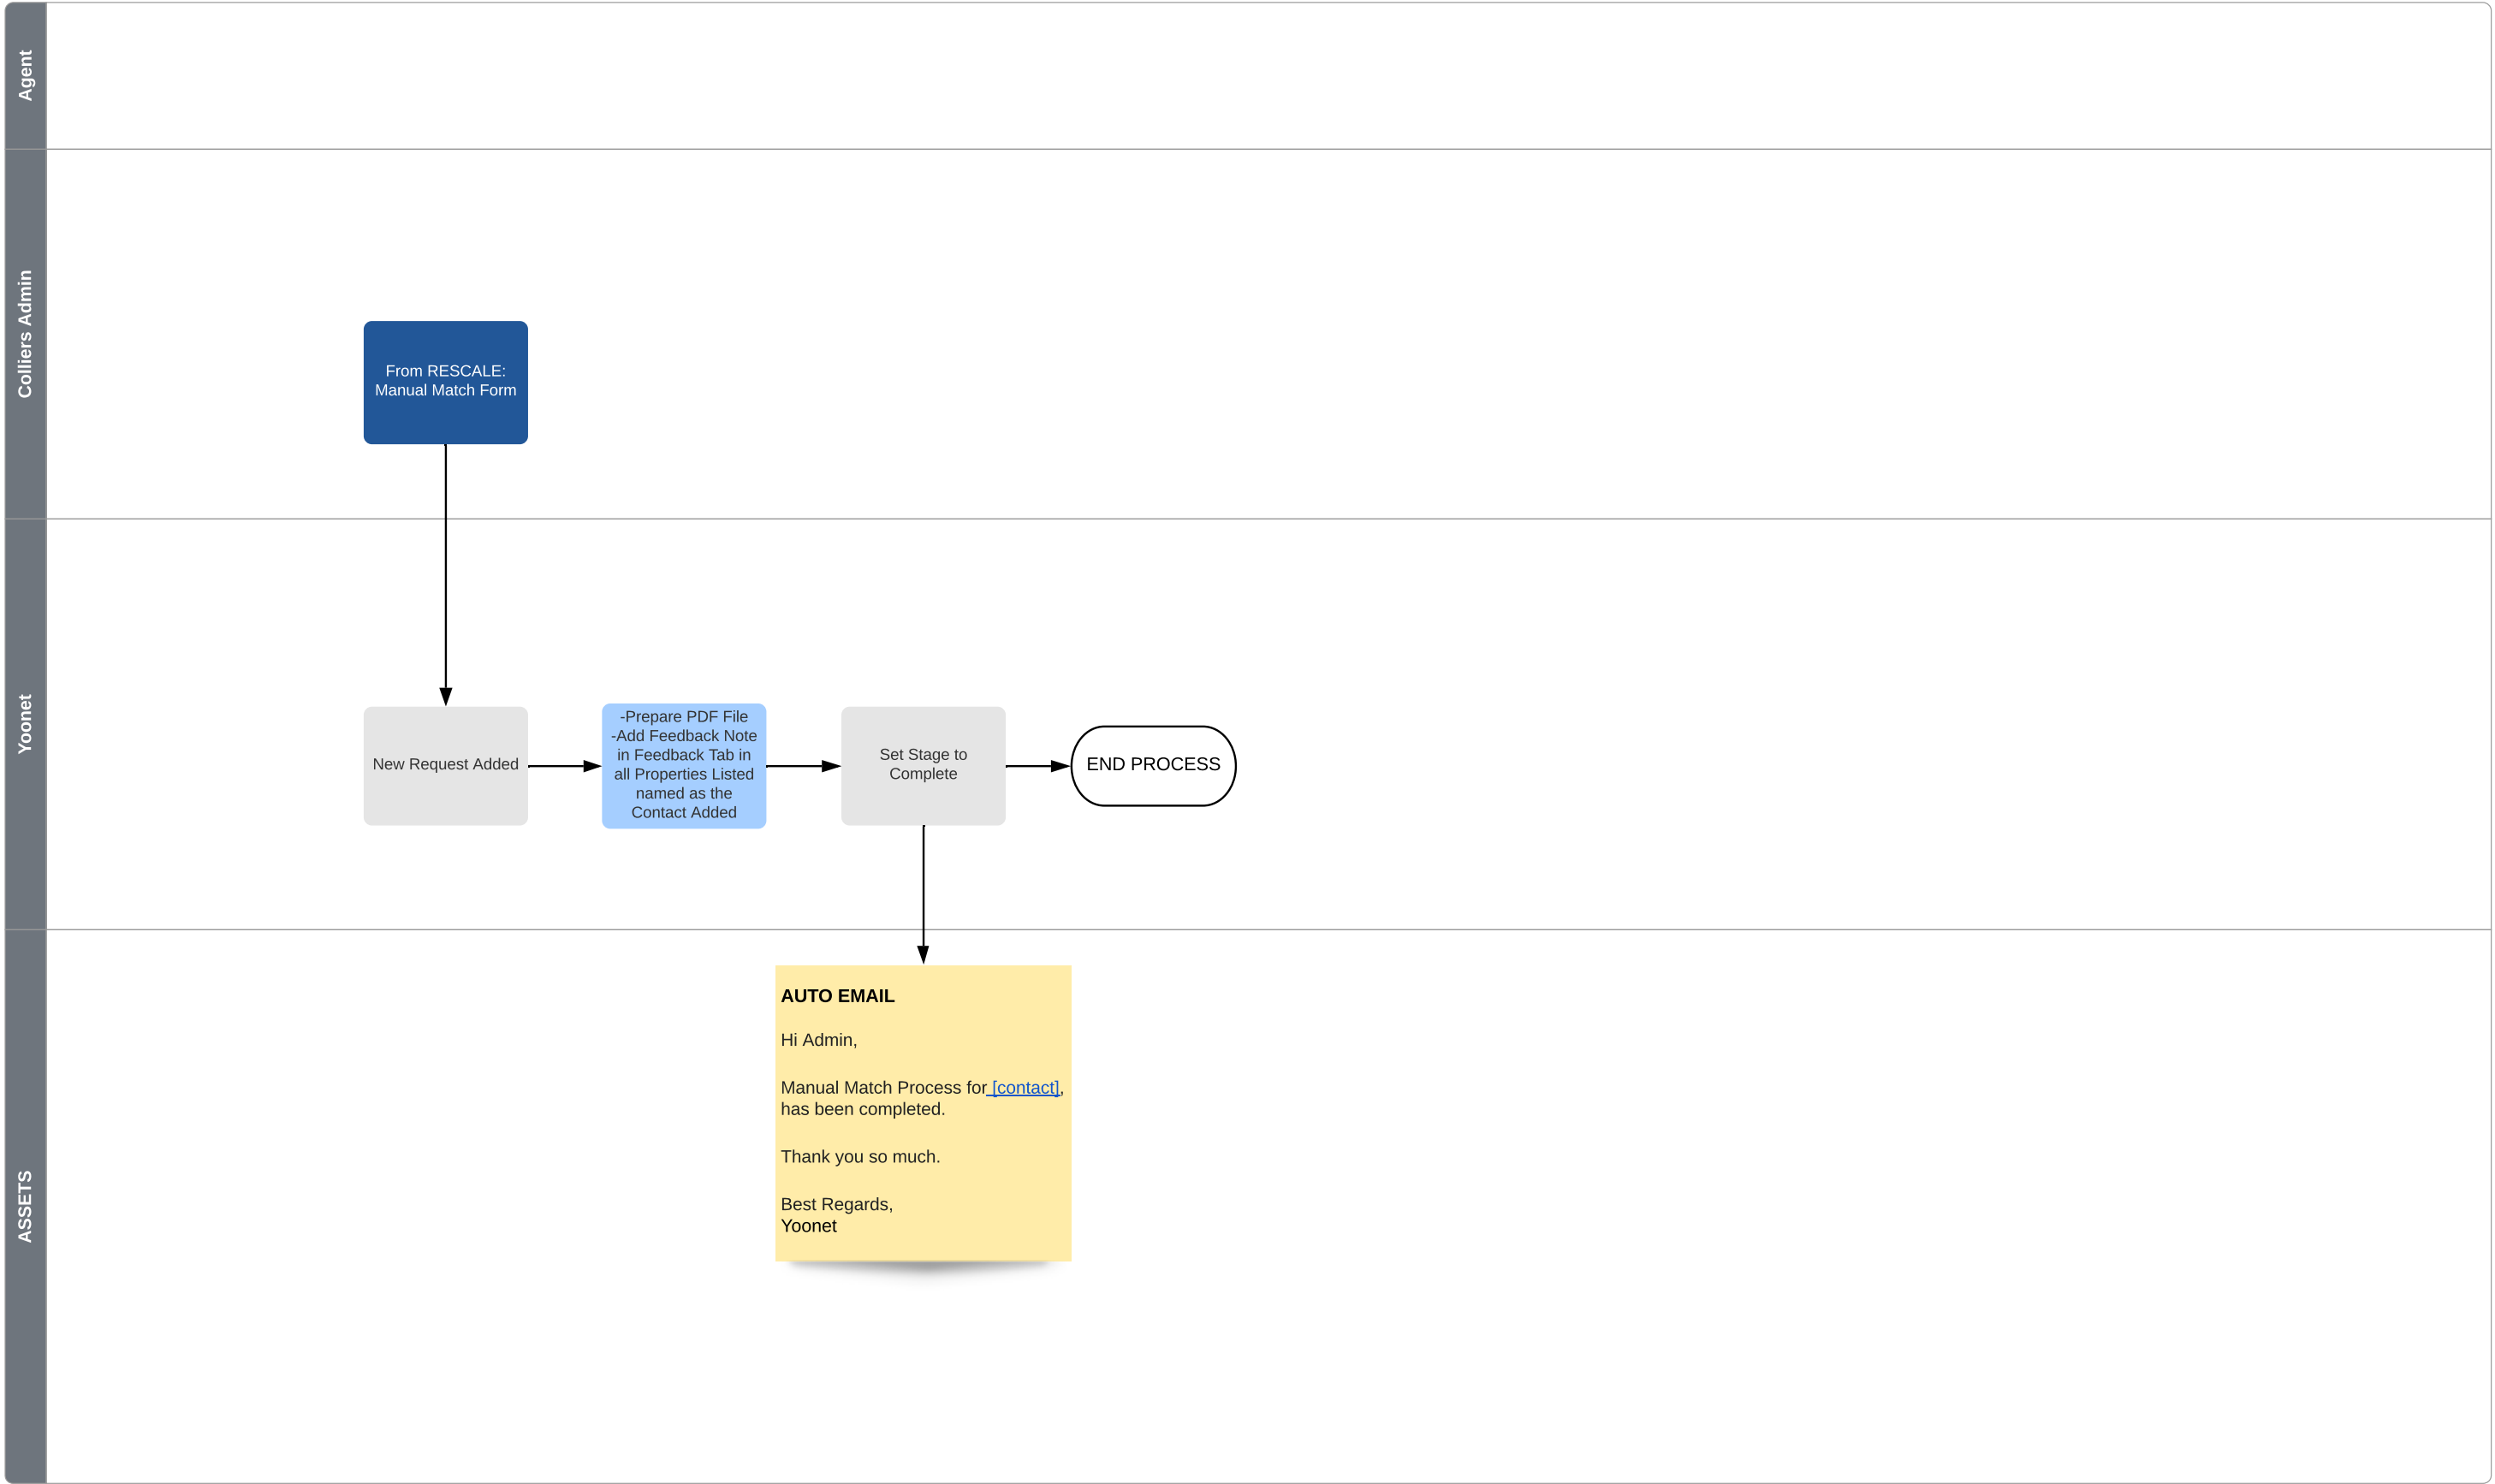 Agent
Colliers Admin
From RESCALE:
Manual Match Form
Yoonet
New Request Added
-Prepare PDF File
-Add Feedback Note
in Feedback Tab in
all Properties Listed
named as the
Contact Added
Set Stage to
Complete
END PROCESS
ASSETS
AUTO EMAIL
Hi Admin,
Manual Match Process for [contact],
has been completed.
Thank you so much.
Best Regards,
Yoonet